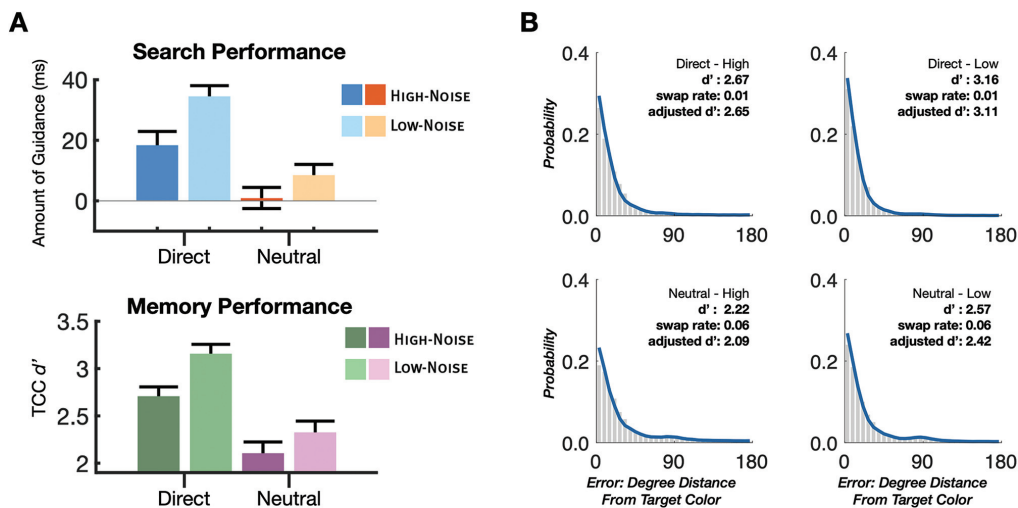 A
Search Performance
Amount of Guidance (ms)
40
20
0
HIGH-NOISE
LOW-NOISE
Direct
Neutral
Memory Performance
TCC d′
3.5
3
2.5
2
HIGH-NOISE
LOW-NOISE
Direct
Neutral
B
Probability
0.4
0.2
0.0
0
90
180
Direct - High
d' : 2.67
swap rate: 0.01
adjusted d': 2.65
0.4
0.2
0.0
0
90
180
Direct - Low
d' : 3.16
swap rate: 0.01
adjusted d': 3.11
Probability
0.4
0.2
0.0
0
90
180
Neutral - High
d' : 2.22
swap rate: 0.06
adjusted d': 2.09
Error: Degree Distance
From Target Color
0.4
0.2
0.0
0
90
180
Neutral - Low
d' : 2.57
swap rate: 0.06
adjusted d': 2.42
Error: Degree Distance
From Target Color